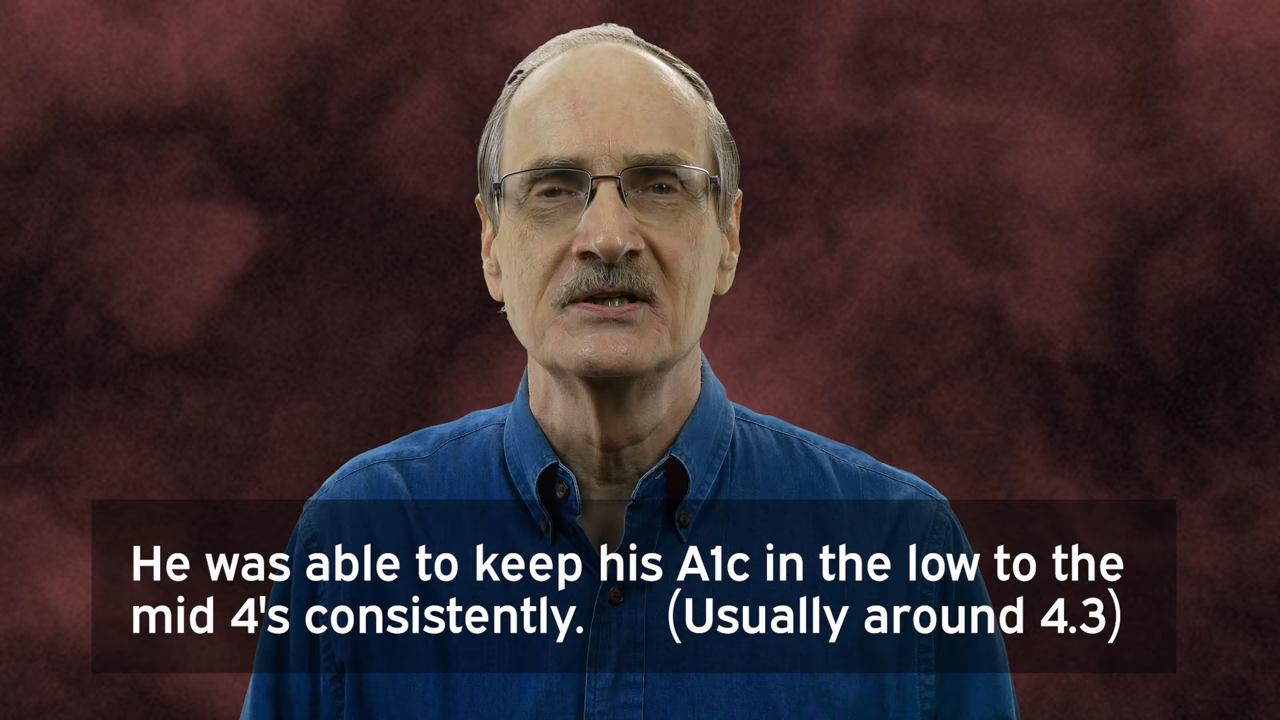 He was able to keep his A1c in the low to the
mid 4's consistently. (Usually around 4.3)